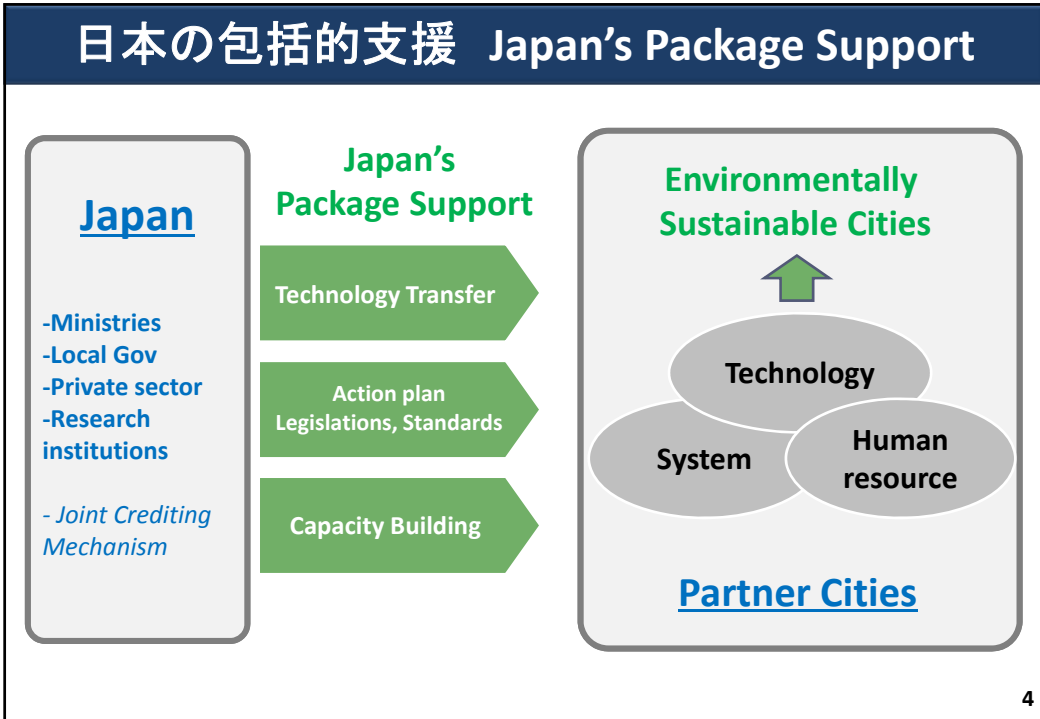 日本の包括的支援 Japan's Package Support
Japan
-Ministries
-Local Gov
-Private sector
-Research
institutions
- Joint Crediting
Mechanism
Japan's
Package Support
Technology Transfer
Action plan
Legislations, Standards
Capacity Building
Environmentally
Sustainable Cities
Technology
System
Human
resource
Partner Cities
4